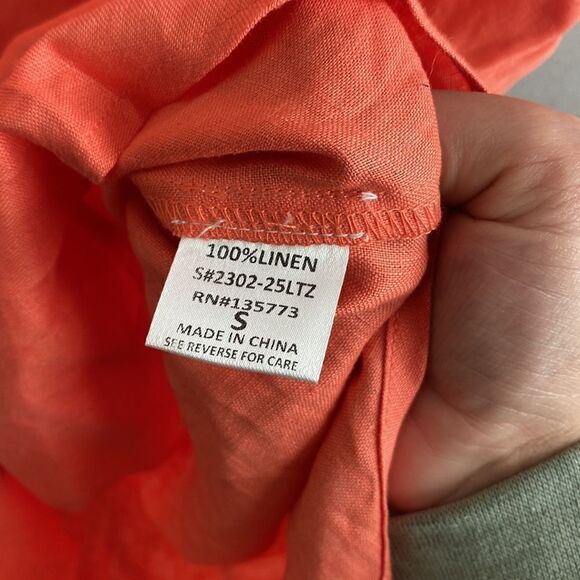 100%LINEN
S#2302-25LTZ
RN#135773
S
MADE IN CHINA
SEE REVERSE FOR CARE